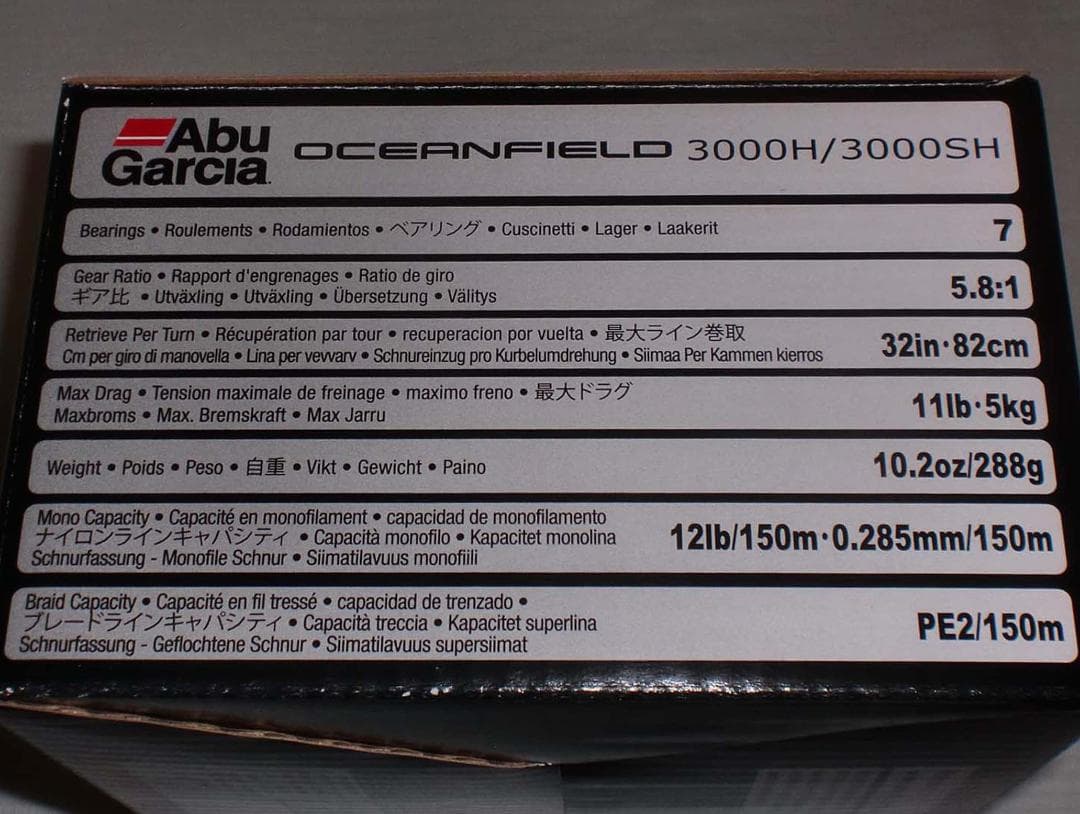 Abu
Garcia
OCEANFIELD 3000H/3000SH
Bearings • Roulements • Rodamientos • ベアリング • Cuscinetti • Lager • Laakerit
7
Gear Ratio • Rapport d'engrenages • Ratio de giro
ギア比 • Utväxling • Utväxling • Übersetzung • Välitys
5.8:1
Retrieve Per Turn • Récupération par tour • recuperacion por vuelta • 最大ライン巻取
Cm per giro di manovella • Lina per vevvarv • Schnureinzug pro Kurbelumdrehung • Siimaa Per Kammen kierros
32in·82cm
Max Drag • Tension maximale de freinage • maximo freno • 最大ドラグ
Maxbroms • Max. Bremskraft • Max Jarru
11lb·5kg
Weight • Poids • Peso • 自重 • Vikt • Gewicht • Paino
10.2oz/288g
Mono Capacity • Capacité en monofilament • capacidad de monofilamento
ナイロンラインキャパシティ • Capacità monofilo • Kapacitet monolina
Schnurfassung - Monofile Schnur • Siimatilavuus monofiili
12lb/150m·0.285mm/150m
Braid Capacity • Capacité en fil tressé • capacidad de trenzado •
ブレードラインキャパシティ • Capacità treccia • Kapacitet superlina
Schnurfassung - Geflochtene Schnur • Siimatilavuus supersiimat
PE2/150m